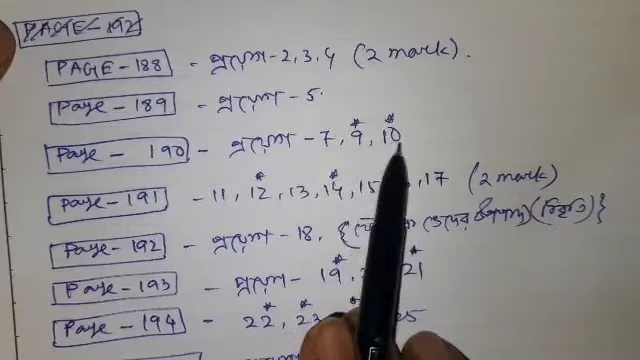 PAGE-192
PAGE-188 - প্রশ্নে-2,3,4 (2 mark).
Page-189 - প্রশ্নে - 5.
Page- 190 - প্রশ্নে - 7, 9*, 10*
Page-191 - 11, 12*, 13, 14*, 15 , 17 (2 mark)
Page-192 - প্রশ্নে - 18, { (বিবৃতি)}
Page-193 - প্রশ্নে - 19*, 21*
Page-194 - 22*, 23*, 25